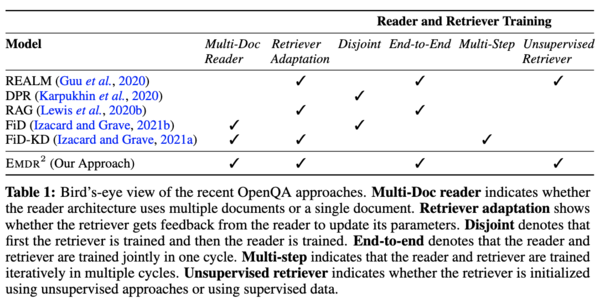 Reader and Retriever Training
Model Multi-Doc Reader Retriever Adaptation Disjoint End-to-End Multi-Step Unsupervised Retriever
REALM (Guu et al., 2020) ✓ ✓ ✓
DPR (Karpukhin et al., 2020) ✓
RAG (Lewis et al., 2020b) ✓ ✓
FiD (Izacard and Grave, 2021b) ✓ ✓
FiD-KD (Izacard and Grave, 2021a) ✓ ✓ ✓
EMDR² (Our Approach) ✓ ✓ ✓ ✓
Table 1: Bird's-eye view of the recent OpenQA approaches. Multi-Doc reader indicates whether
the reader architecture uses multiple documents or a single document. Retriever adaptation shows
whether the retriever gets feedback from the reader to update its parameters. Disjoint denotes that
first the retriever is trained and then the reader is trained. End-to-end denotes that the reader and
retriever are trained jointly in one cycle. Multi-step indicates that the reader and retriever are trained
iteratively in multiple cycles. Unsupervised retriever indicates whether the retriever is initialized
using unsupervised approaches or using supervised data.